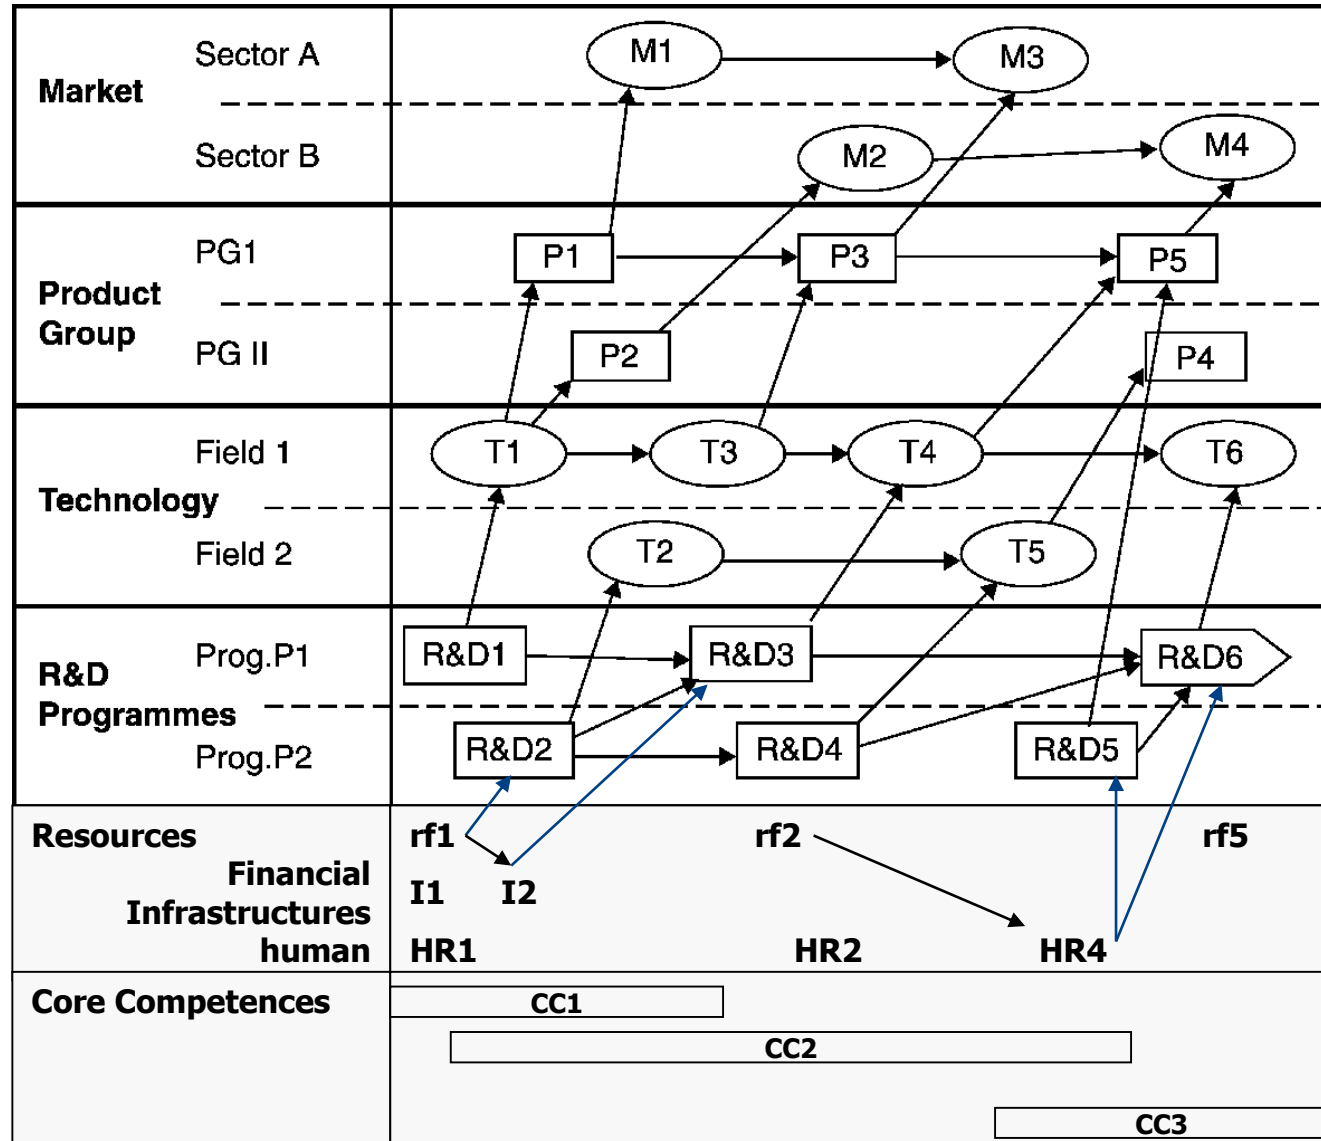 Market
Sector A
M1
M3
Sector B
M2
M4
Product
Group
PG1
P1
P3
P5
PG II
P2
P4
Technology
Field 1
T1
T3
T4
T6
Field 2
T2
T5
R&D
Programmes
Prog.P1
R&D1
R&D3
R&D6
Prog.P2
R&D2
R&D4
R&D5
Resources
Financial
Infrastructures
human
rf1
rf2
rf5
I1
I2
HR1
HR2
HR4
Core Competences
CC1
CC2
CC3